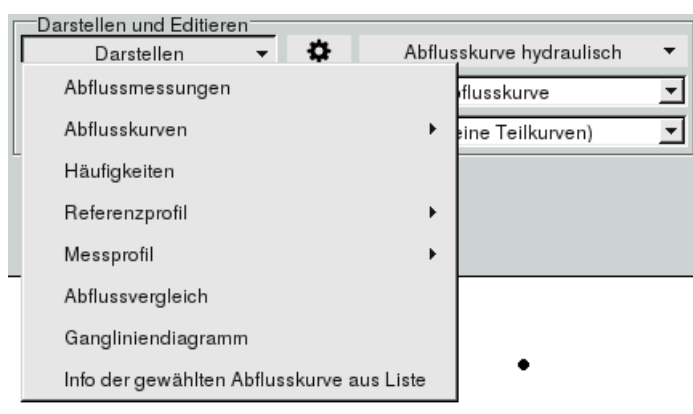 Darstellen und Editieren
Darstellen Abflusskurve hydraulisch
Abflussmessungen
flusskurve
Abflusskurven
eine Teilkurven)
Häufigkeiten
Referenzprofil
Messprofil
Abflussvergleich
Gangliniendiagramm
Info der gewählten Abflusskurve aus Liste